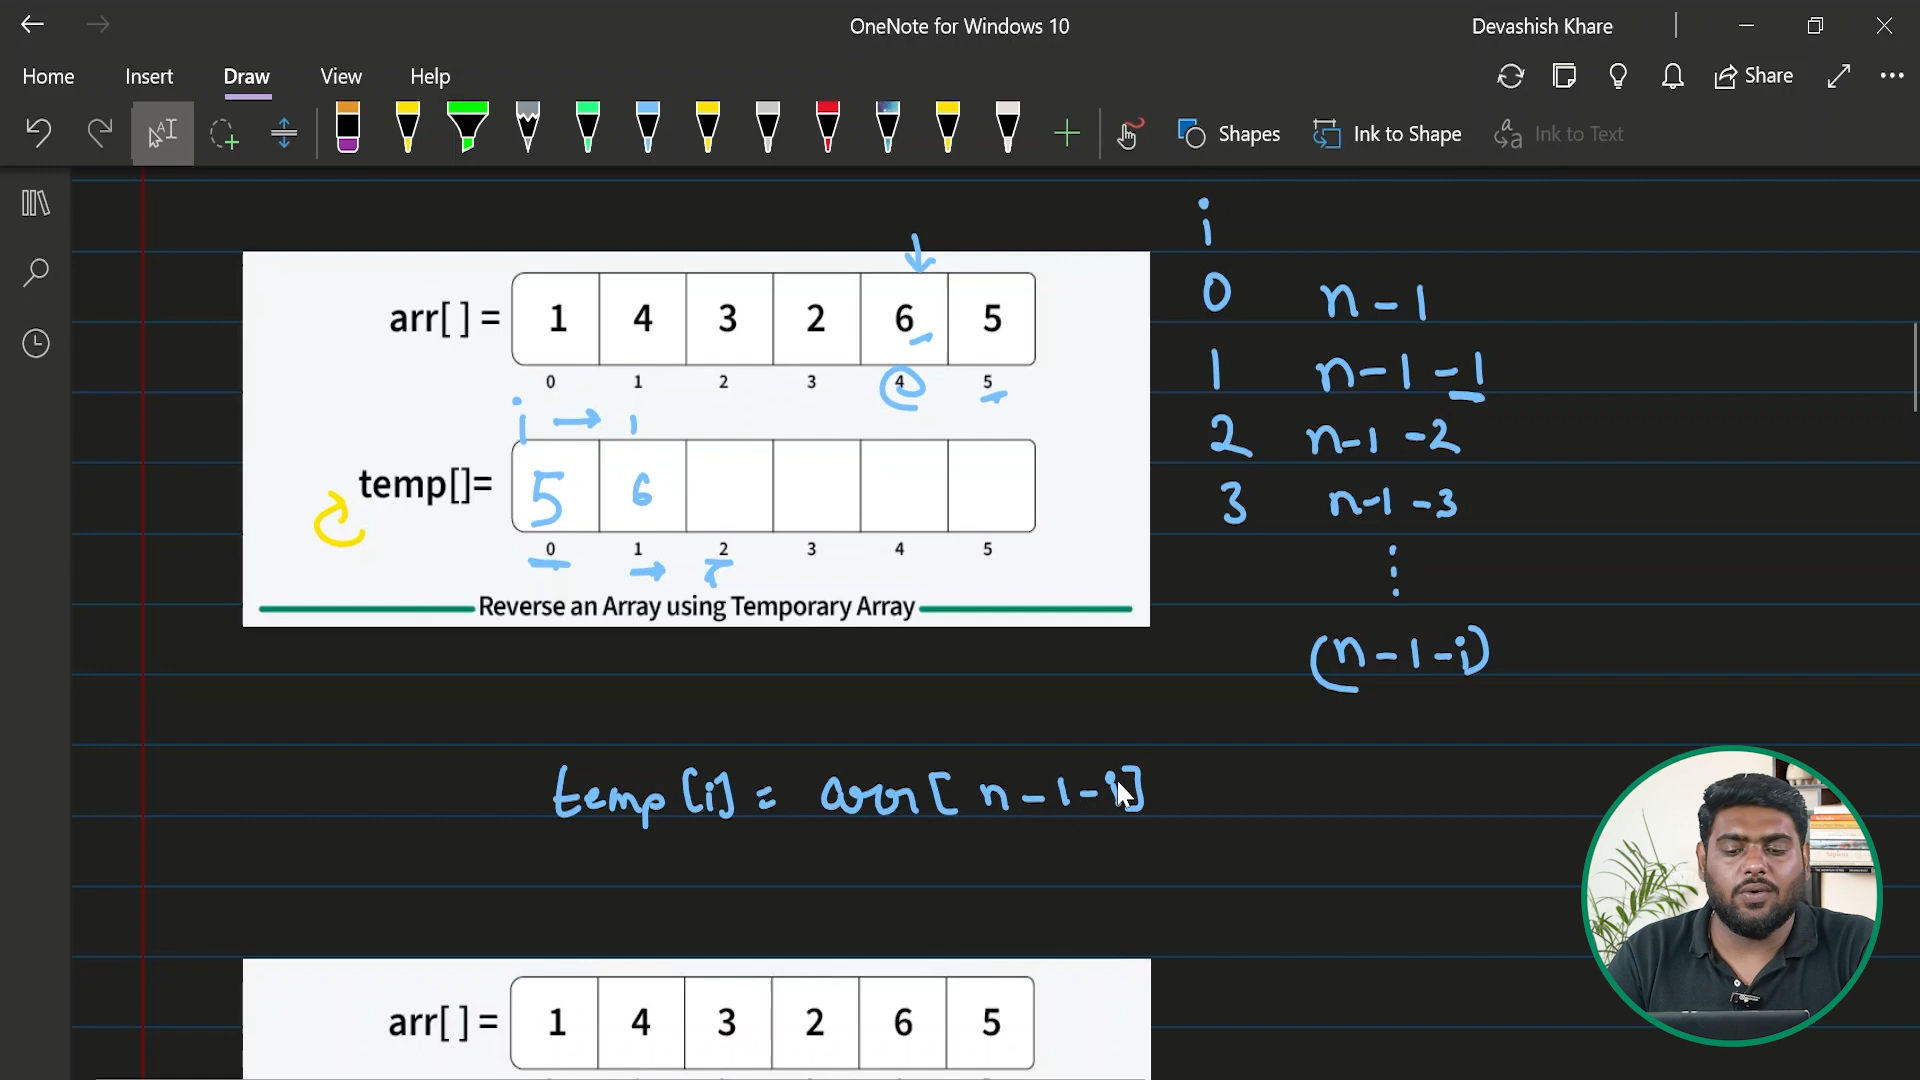 OneNote for Windows 10
Devashish Khare
Home Insert Draw View Help
Share
Shapes Ink to Shape Ink to Text
i
0 n-1
arr[ ] = 1 4 3 2 6 5
1 n-1-1
0 1 2 3 4 5
i → 1
2 n-1-2
temp[]= 5 6
3 n-1-3
0 1 2 3 4 5
→
Reverse an Array using Temporary Array
(n-1-i)
temp[i] = arr[n-1-i]
arr[ ] = 1 4 3 2 6 5